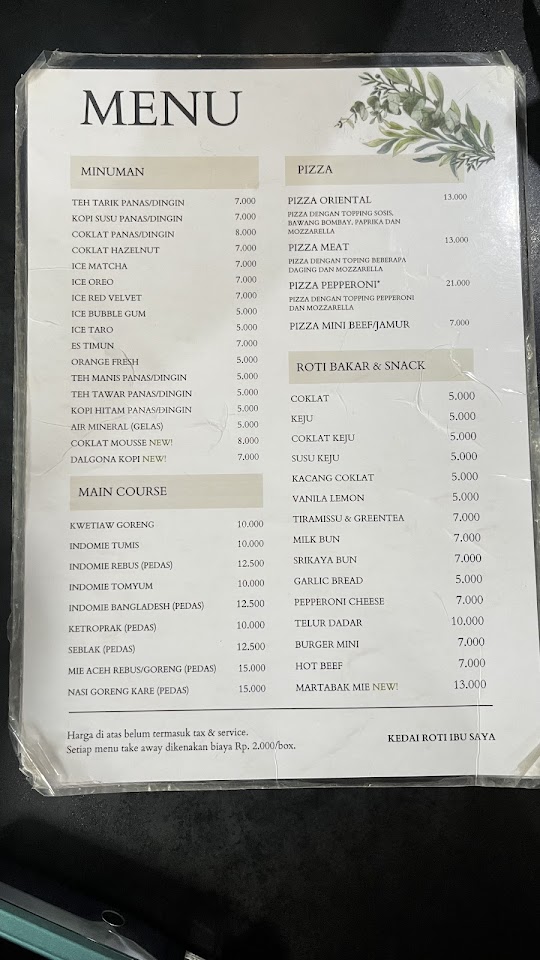 MENU
MINUMAN
TEH TARIK PANAS/DINGIN 7.000
KOPI SUSU PANAS/DINGIN 7.000
COKLAT PANAS/DINGIN 8.000
COKLAT HAZELNUT 7.000
ICE MATCHA 7.000
ICE OREO 7.000
ICE RED VELVET 7.000
ICE BUBBLE GUM 5.000
ICE TARO 5.000
ES TIMUN 7.000
ORANGE FRESH 5.000
TEH MANIS PANAS/DINGIN 5.000
TEH TAWAR PANAS/DINGIN 5.000
KOPI HITAM PANAS/DINGIN 5.000
AIR MINERAL (GELAS) 5.000
COKLAT MOUSSE NEW! 8.000
DALGONA KOPI NEW! 7.000
MAIN COURSE
KWETIAW GORENG 10.000
INDOMIE TUMIS 10.000
INDOMIE REBUS (PEDAS) 12.500
INDOMIE TOMYUM 10.000
INDOMIE BANGLADESH (PEDAS) 12.500
KETROPRAK (PEDAS) 10.000
SEBLAK (PEDAS) 12.500
MIE ACEH REBUS/GORENG (PEDAS) 15.000
NASI GORENG KARE (PEDAS) 15.000
PIZZA
PIZZA ORIENTAL 13.000
PIZZA DENGAN TOPPING SOSIS,
BAWANG BOMBAY, PAPRIKA DAN
MOZZARELLA
PIZZA MEAT 13.000
PIZZA DENGAN TOPING BEBERAPA
DAGING DAN MOZZARELLA
PIZZA PEPPERONI* 21.000
PIZZA DENGAN TOPPING PEPPERONI
DAN MOZZARELLA
PIZZA MINI BEEF/JAMUR 7.000
ROTI BAKAR & SNACK
COKLAT 5.000
KEJU 5.000
COKLAT KEJU 5.000
SUSU KEJU 5.000
KACANG COKLAT 5.000
VANILA LEMON 5.000
TIRAMISSU & GREENTEA 7.000
MILK BUN 7.000
SRIKAYA BUN 7.000
GARLIC BREAD 5.000
PEPPERONI CHEESE 7.000
TELUR DADAR 10.000
BURGER MINI 7.000
HOT BEEF 7.000
MARTABAK MIE NEW! 13.000
Harga di atas belum termasuk tax & service.
Setiap menu take away dikenakan biaya Rp. 2.000/box.
KEDAI ROTI IBU SAYA